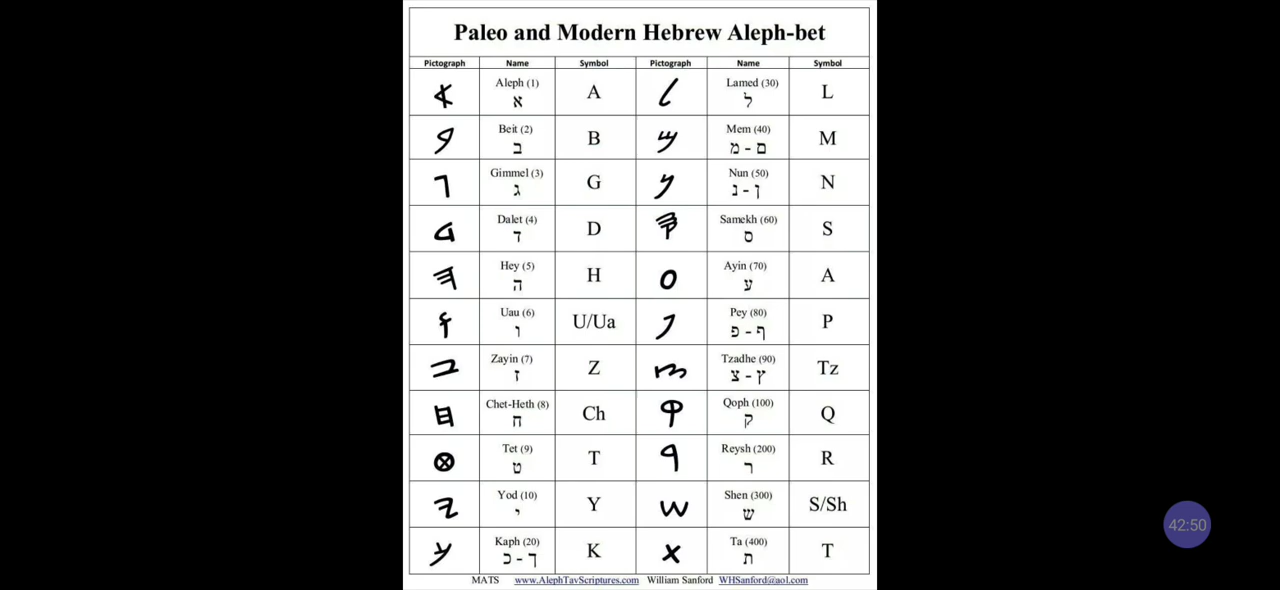 Paleo and Modern Hebrew Aleph-bet
Pictograph Name Symbol Pictograph Name Symbol
𐤀 Aleph (1) א A 𐤋 Lamed (30) ל L
𐤁 Beit (2) ב B 𐤌 Mem (40) מ - ם M
𐤂 Gimmel (3) ג G 𐤍 Nun (50) נ - ן N
𐤃 Dalet (4) ד D 𐤎 Samekh (60) ס S
𐤄 Hey (5) ה H 𐤏 Ayin (70) ע A
𐤅 Uau (6) ו U/Ua 𐤐 Pey (80) פ - ף P
𐤆 Zayin (7) ז Z 𐤑 Tzadhe (90) צ - ץ Tz
𐤇 Chet-Heth (8) ח Ch 𐤒 Qoph (100) ק Q
𐤈 Tet (9) ט T 𐤓 Reysh (200) ר R
𐤉 Yod (10) י Y 𐤔 Shen (300) ש S/Sh
𐤊 Kaph (20) כ - ך K 𐤕 Ta (400) ת T
MATS www.AlephTavScriptures.com William Sanford WHSanford@aol.com
42:50